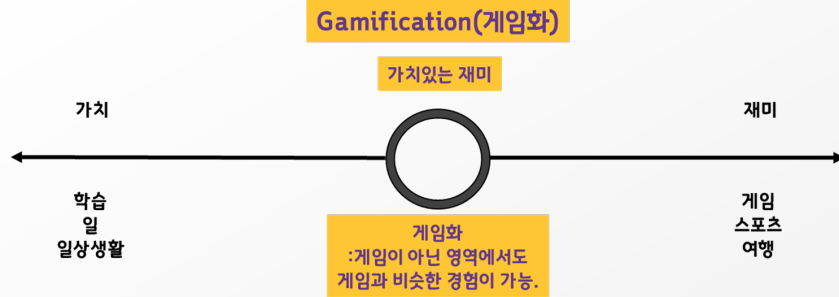 Gamification(게임화)
가치있는 재미
가치
재미
학습
일
일상생활
게임화
:게임이 아닌 영역에서도
게임과 비슷한 경험이 가능.
게임
스포츠
여행